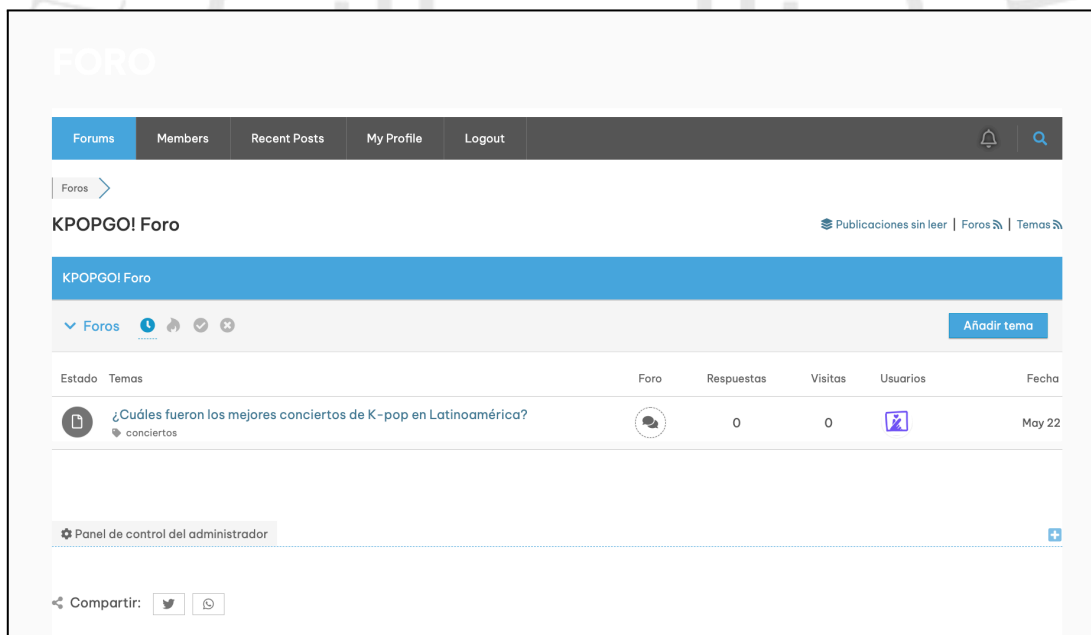 FORO
Forums Members Recent Posts My Profile Logout
Foros
KPOPGO! Foro
Publicaciones sin leer | Foros | Temas
KPOPGO! Foro
Foros
Añadir tema
Estado Temas Foro Respuestas Visitas Usuarios Fecha
¿Cuáles fueron los mejores conciertos de K-pop en Latinoamérica? 0 0 May 22
conciertos
Panel de control del administrador
Compartir: